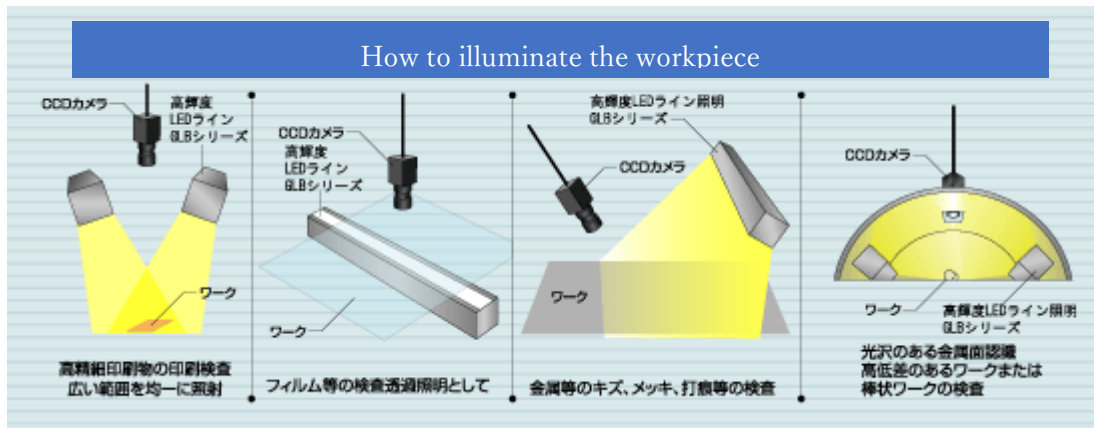 How to illuminate the workpiece
CCDカメラ
高輝度
LEDライン
GLBシリーズ
ワーク
高精細印刷物の印刷検査
広い範囲を均一に照射
CCDカメラ
高輝度
LEDライン
GLBシリーズ
ワーク
フィルム等の検査透過照明として
高輝度LEDライン照明
GLBシリーズ
CCDカメラ
ワーク
金属等のキズ、メッキ、打痕等の検査
CCDカメラ
ワーク
高輝度LEDライン照明
GLBシリーズ
光沢のある金属面認識
高低差のあるワークまたは
棒状ワークの検査